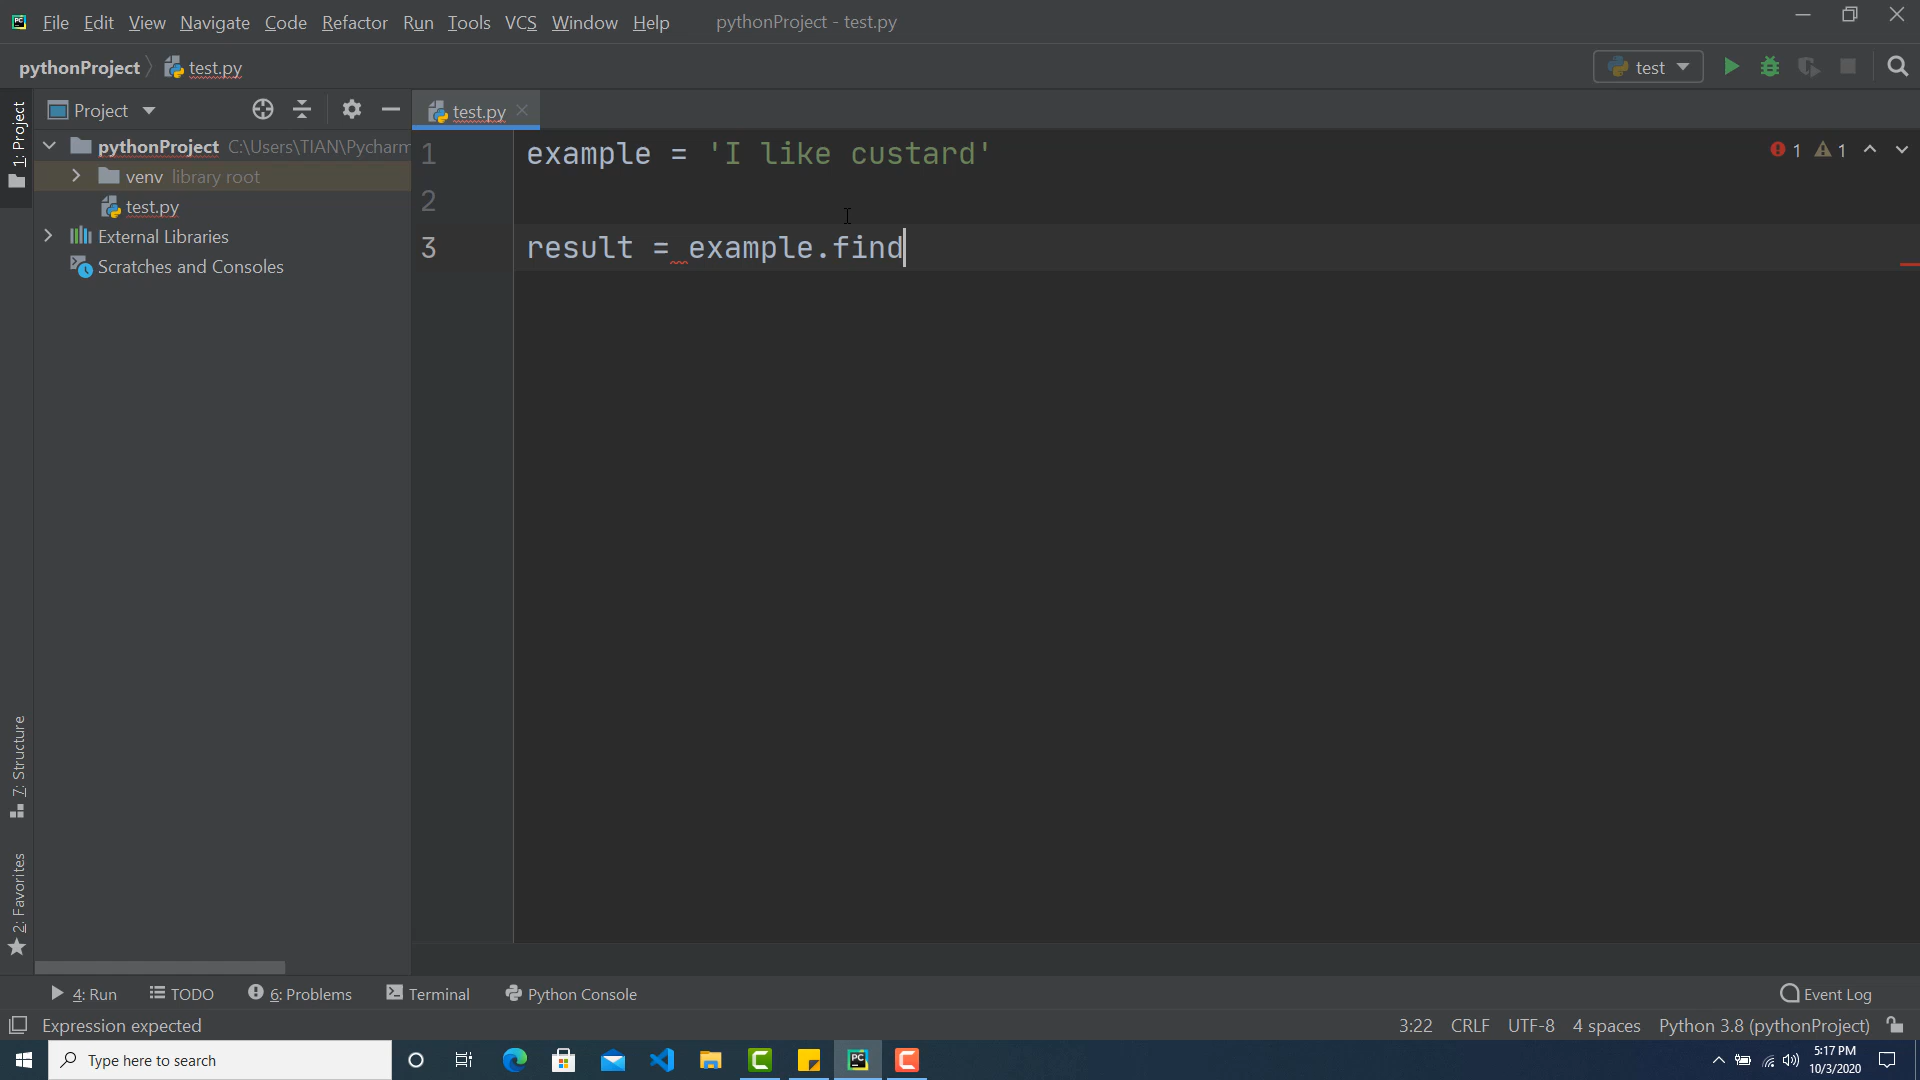 File Edit View Navigate Code Refactor Run Tools VCS Window Help pythonProject - test.py
pythonProject test.py test
1: Project
Project
test.py
pythonProject C:\Users\TIAN\Pycharm
venv library root
test.py
External Libraries
Scratches and Consoles
1 example = 'I like custard'
2
3 result = example.find
1 1
7: Structure
2: Favorites
4: Run TODO 6: Problems Terminal Python Console Event Log
Expression expected 3:22 CRLF UTF-8 4 spaces Python 3.8 (pythonProject)
Type here to search
5:17 PM
10/3/2020